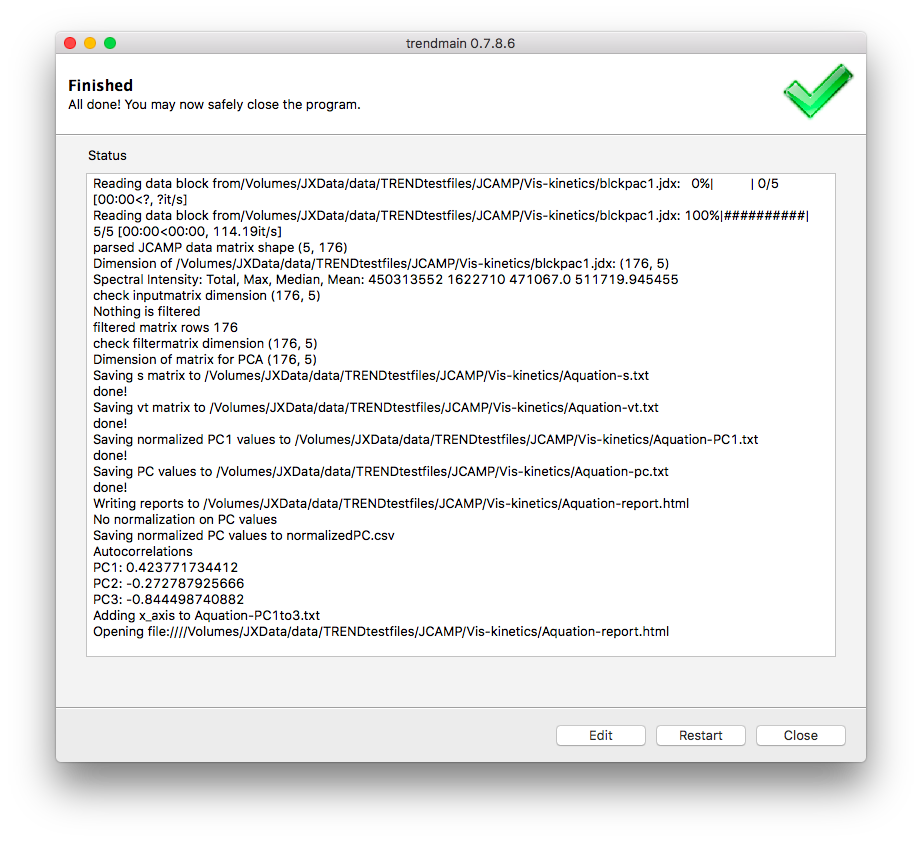 trendmain 0.7.8.6
Finished
All done! You may now safely close the program.
Status
Reading data block from/Volumes/JXData/data/TRENDtestfiles/JCAMP/Vis-kinetics/blckpac1.jdx:   0%|          | 0/5
[00:00<?, ?it/s]
Reading data block from/Volumes/JXData/data/TRENDtestfiles/JCAMP/Vis-kinetics/blckpac1.jdx: 100%|##########|
5/5 [00:00<00:00, 114.19it/s]
parsed JCAMP data matrix shape (5, 176)
Dimension of /Volumes/JXData/data/TRENDtestfiles/JCAMP/Vis-kinetics/blckpac1.jdx: (176, 5)
Spectral Intensity: Total, Max, Median, Mean: 450313552 1622710 471067.0 511719.945455
check inputmatrix dimension (176, 5)
Nothing is filtered
filtered matrix rows 176
check filtermatrix dimension (176, 5)
Dimension of matrix for PCA (176, 5)
Saving s matrix to /Volumes/JXData/data/TRENDtestfiles/JCAMP/Vis-kinetics/Aquation-s.txt
done!
Saving vt matrix to /Volumes/JXData/data/TRENDtestfiles/JCAMP/Vis-kinetics/Aquation-vt.txt
done!
Saving normalized PC1 values to /Volumes/JXData/data/TRENDtestfiles/JCAMP/Vis-kinetics/Aquation-PC1.txt
done!
Saving PC values to /Volumes/JXData/data/TRENDtestfiles/JCAMP/Vis-kinetics/Aquation-pc.txt
done!
Writing reports to /Volumes/JXData/data/TRENDtestfiles/JCAMP/Vis-kinetics/Aquation-report.html
No normalization on PC values
Saving normalized PC values to normalizedPC.csv
Autocorrelations
PC1: 0.423771734412
PC2: -0.272787925666
PC3: -0.844498740882
Adding x_axis to Aquation-PC1to3.txt
Opening file:////Volumes/JXData/data/TRENDtestfiles/JCAMP/Vis-kinetics/Aquation-report.html
Edit
Restart
Close